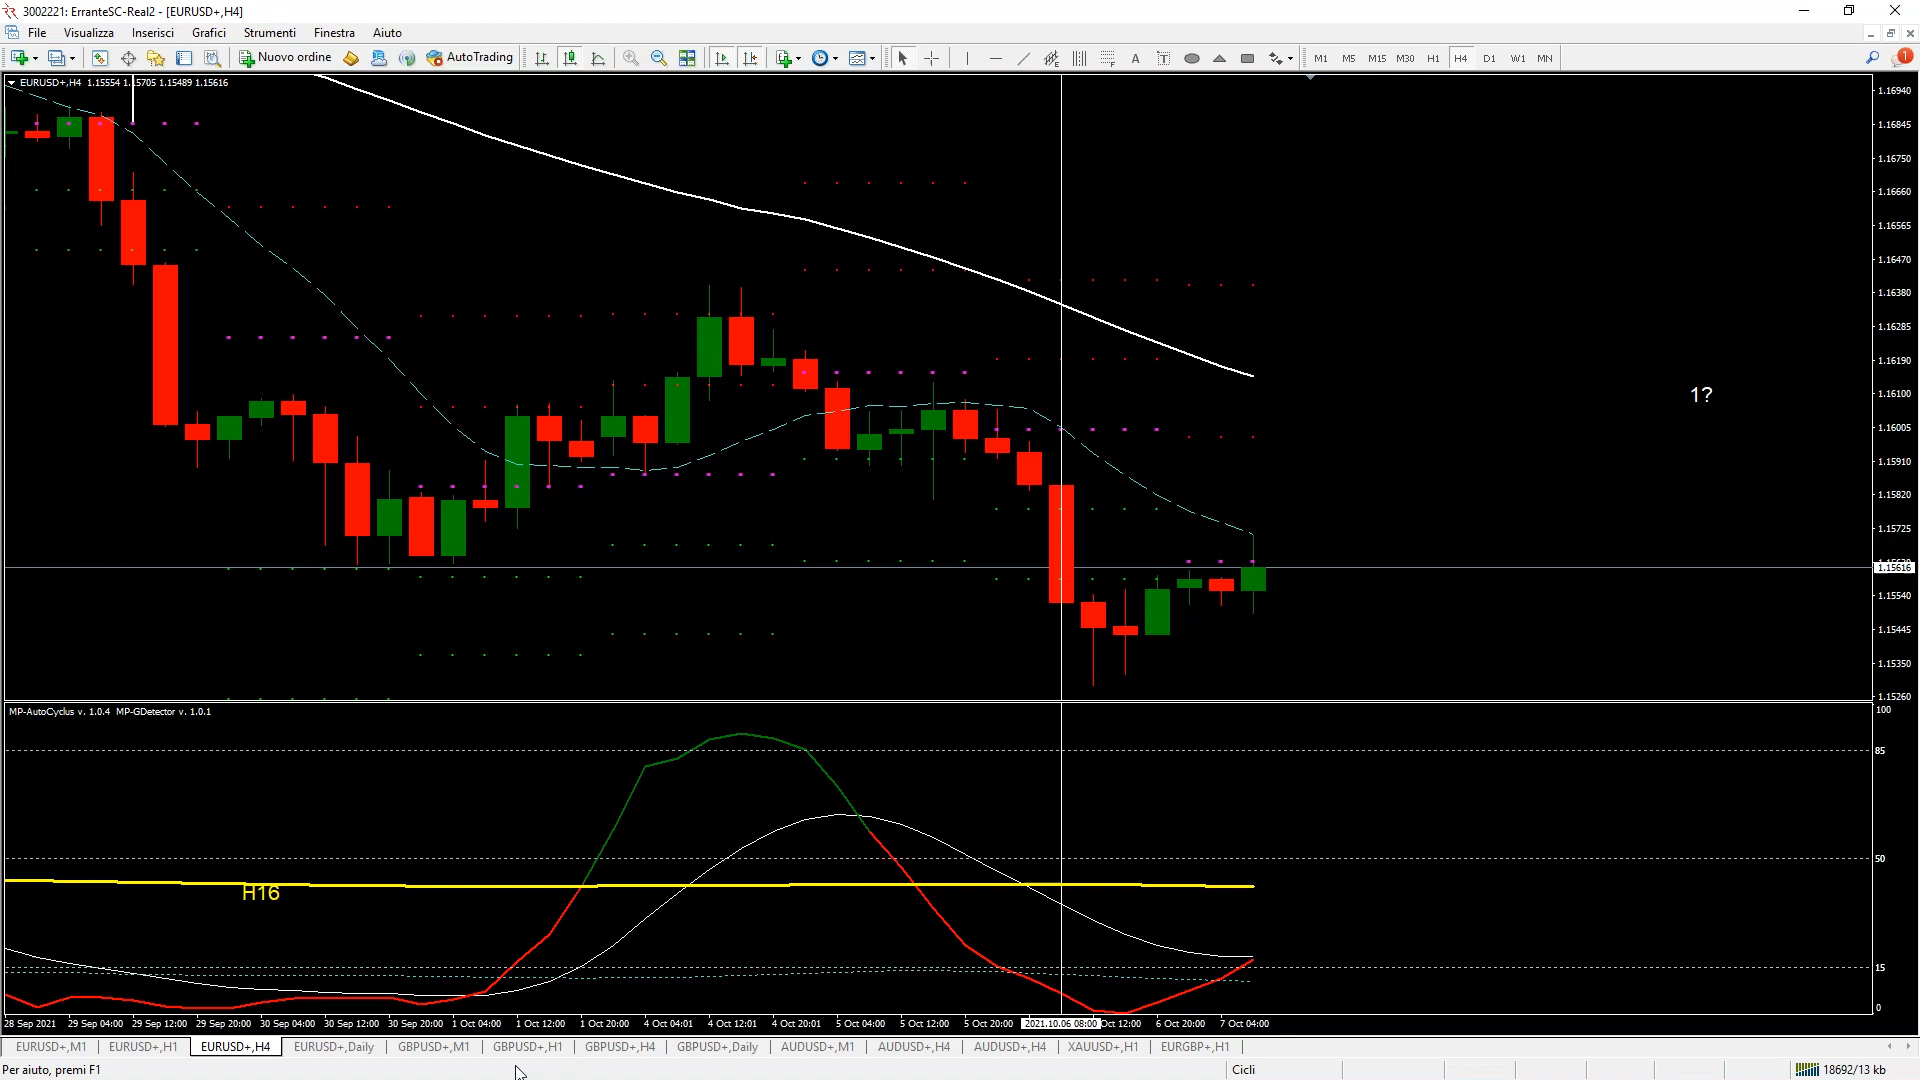 3002221: ErranteSC-Real2 - [EURUSD+,H4]
File Visualizza Inserisci Grafici Strumenti Finestra Aiuto
Nuovo ordine AutoTrading A T M1 M5 M15 M30 H1 H4 D1 W1 MN 1
EURUSD+,H4 1.15554 1.15705 1.15489 1.15616
1.16940
1.16845
1.16750
1.16660
1.16565
1.16470
1.16380
1.16285
1.16190
1.16100
1?
1.16005
1.15910
1.15820
1.15725
1.15616
1.15540
1.15445
1.15350
1.15260
MP-AutoCyclus v. 1.0.4 MP-GDetector v. 1.0.1
100
85
50
H16
15
0
28 Sep 2021 29 Sep 04:00 29 Sep 12:00 29 Sep 20:00 30 Sep 04:00 30 Sep 12:00 30 Sep 20:00 1 Oct 04:00 1 Oct 12:00 1 Oct 20:00 4 Oct 04:01 4 Oct 12:01 4 Oct 20:01 5 Oct 04:00 5 Oct 12:00 5 Oct 20:00 2021.10.06 08:00 Oct 12:00 6 Oct 20:00 7 Oct 04:00
EURUSD+,M1 EURUSD+,H1 EURUSD+,H4 EURUSD+,Daily GBPUSD+,M1 GBPUSD+,H1 GBPUSD+,H4 GBPUSD+,Daily AUDUSD+,M1 AUDUSD+,H4 AUDUSD+,H4 XAUUSD+,H1 EURGBP+,H1
Per aiuto, premi F1 Cicli 18692/13 kb